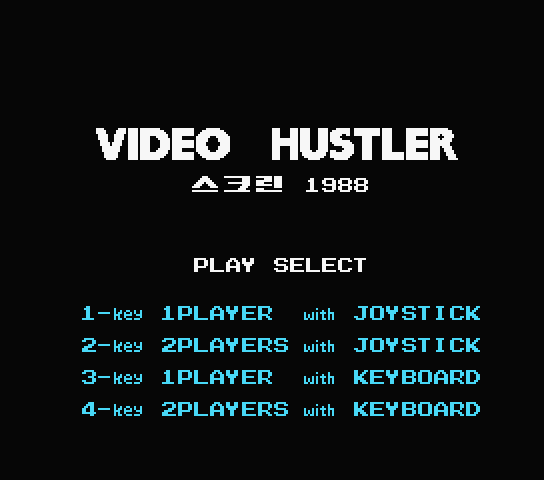 VIDEO HUSTLER
스크린 1988
PLAY SELECT
1-key 1PLAYER with JOYSTICK
2-key 2PLAYERS with JOYSTICK
3-key 1PLAYER with KEYBOARD
4-key 2PLAYERS with KEYBOARD